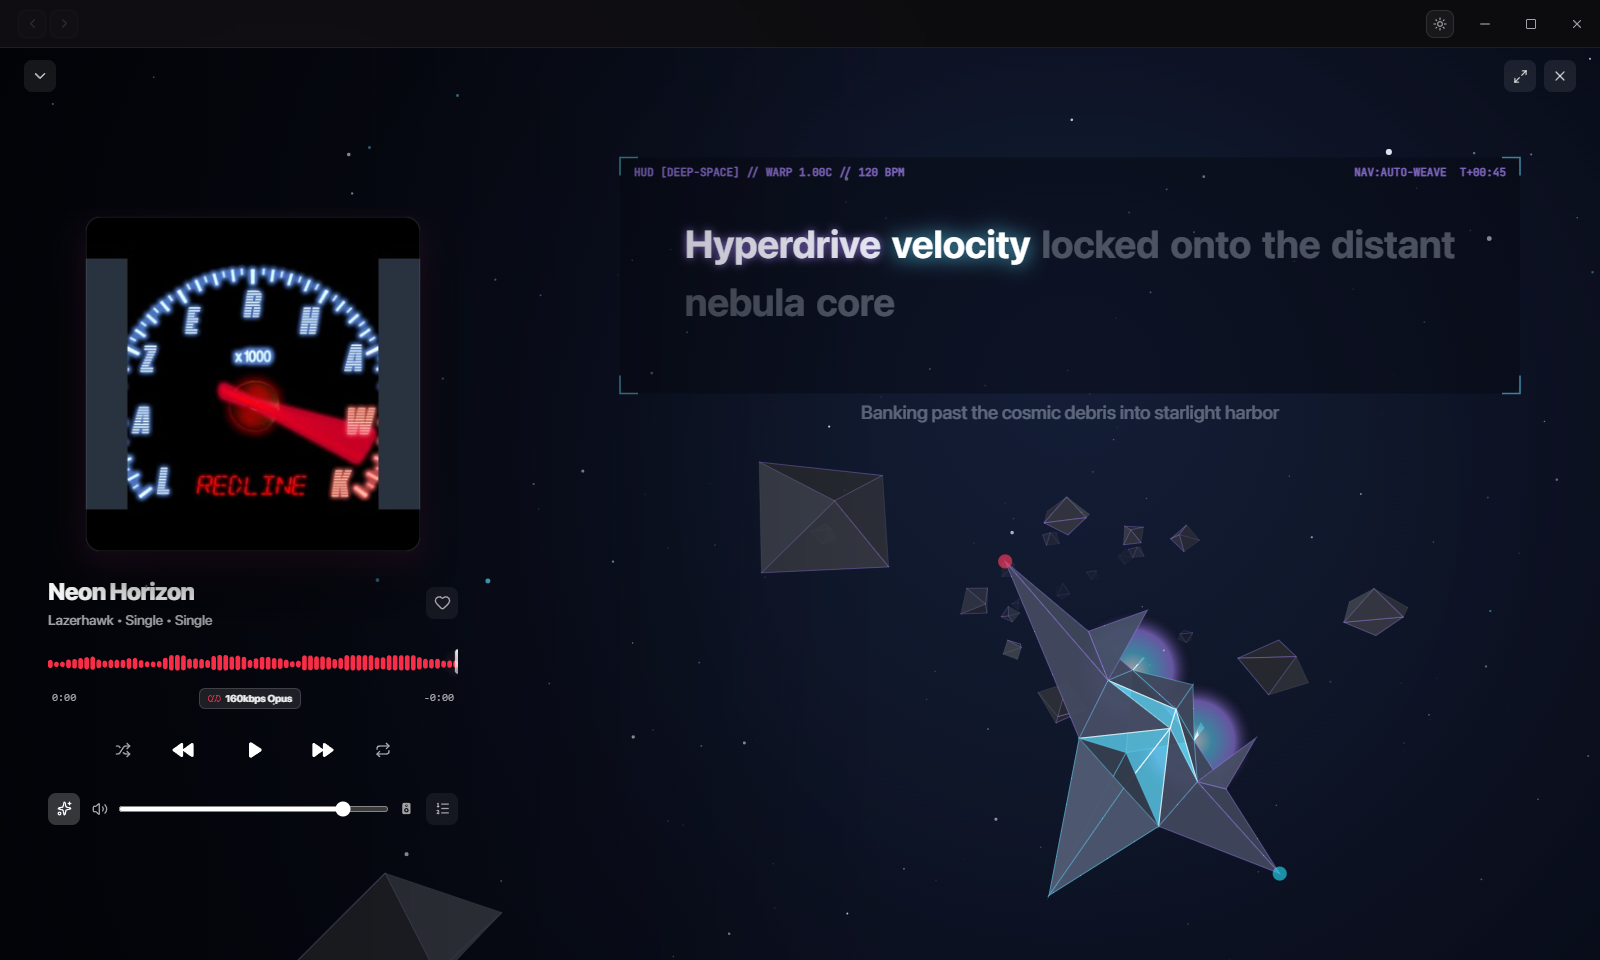 HUD [DEEP-SPACE] // WARP 1.00C // 120 BPM
NAV:AUTO-WEAVE T+00:45
Hyperdrive velocity locked onto the distant
nebula core
Banking past the cosmic debris into starlight harbor
LAZERHAWK
x1000
REDLINE
Neon Horizon
Lazerhawk • Single • Single
0:00
160kbps Opus
-0:00